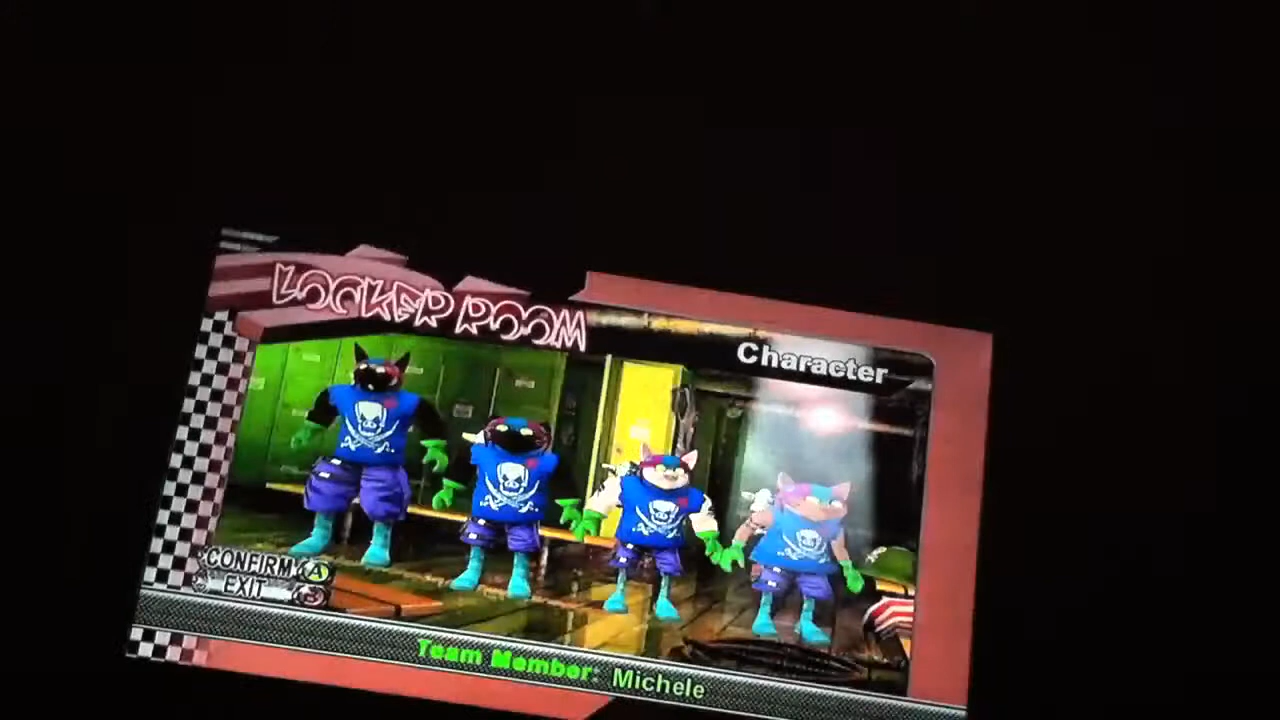 LOCKER ROOM
Character
CONFIRM A
EXIT B
Team Member: Michele